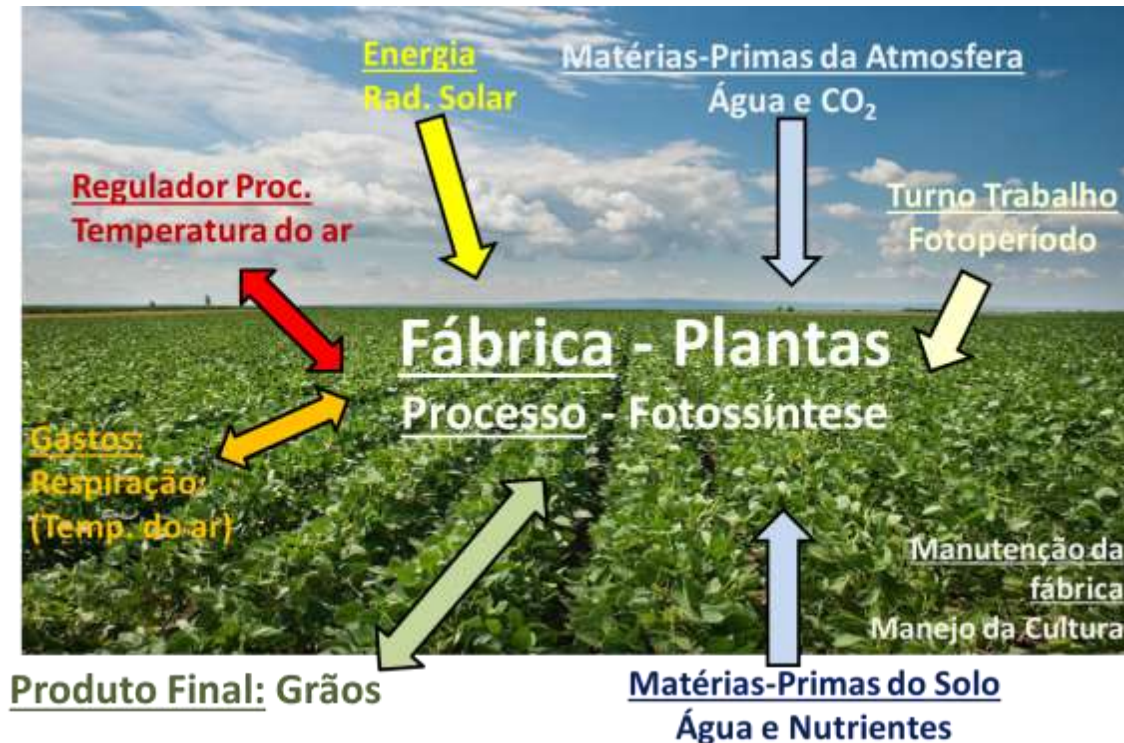 Energia
Rad. Solar
Matérias-Primas da Atmosfera
Água e CO₂
Regulador Proc.
Temperatura do ar
Turno Trabalho
Fotoperíodo
Fábrica - Plantas
Processo - Fotossíntese
Gastos:
Respiração:
(Temp. do ar)
Manutenção da
fábrica
Manejo da Cultura
Produto Final: Grãos
Matérias-Primas do Solo
Água e Nutrientes